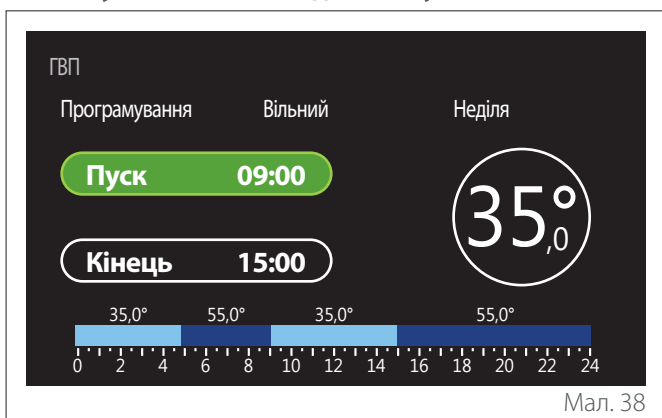 ГВП
Програмування Вільний Неділя
Пуск 09:00
35,0°
Кінець 15:00
35,0° 55,0° 35,0° 55,0°
0 2 4 6 8 10 12 14 16 18 20 22 24
Мал. 38